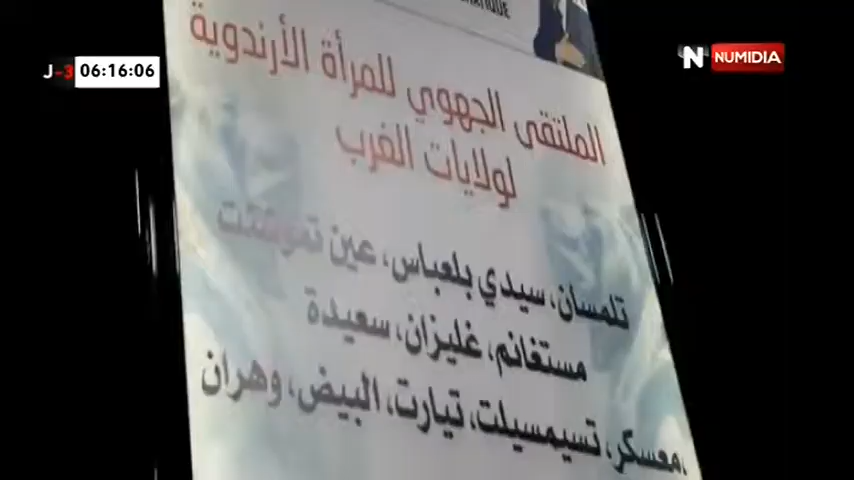 J-3 06:16:06
N NUMIDIA
الملتقى الجهوي للمرأة الأرندوية
لولايات الغرب
تلمسان، سيدي بلعباس، عين تموشنت
مستغانم، غليزان، سعيدة
معسكر، تسيمسيلت، تيارت، البيض، وهران،